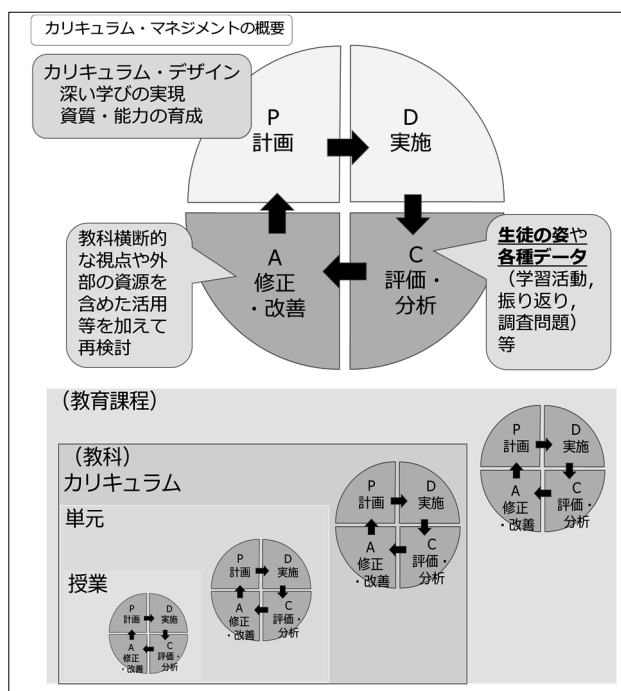 カリキュラム・マネジメントの概要
カリキュラム・デザイン
深い学びの実現
資質・能力の育成
P
計画
D
実施
教科横断的
な視点や外
部の資源を
含めた活用
等を加えて
再検討
A
修正
・改善
C
評価・
分析
生徒の姿や
各種データ
（学習活動，
振り返り，
調査問題）
等
（教育課程）
P
計画
D
実施
A
修正
・改善
C
評価・
分析
（教科）
カリキュラム
P
計画
D
実施
A
修正
・改善
C
評価・
分析
単元
P
計画
D
実施
A
修正
・改善
C
評価・
分析
授業
P
計画
D
実施
A
修正
・改善
C
評価・
分析